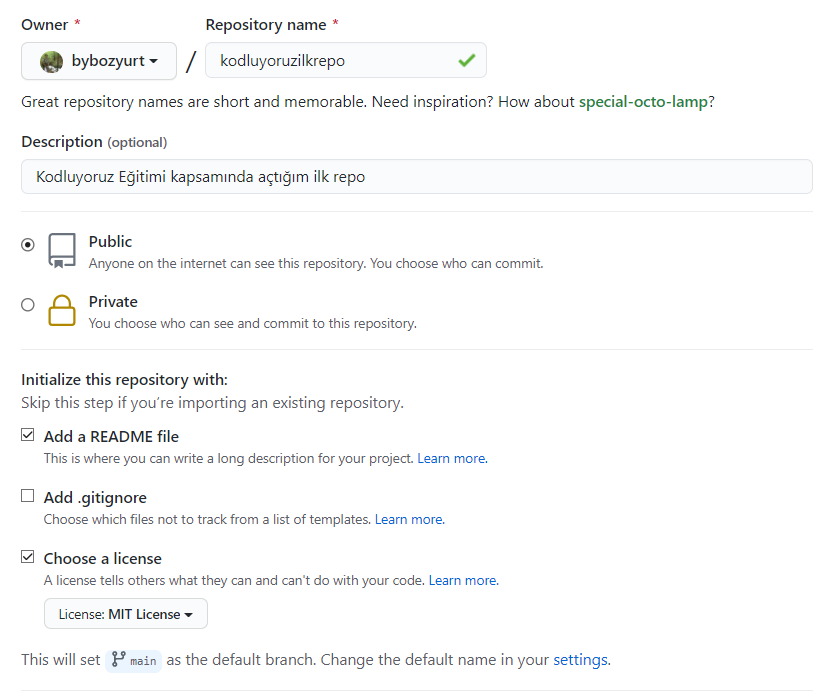 Owner * Repository name *
bybozyurt / kodluyoruzilkrepo
Great repository names are short and memorable. Need inspiration? How about special-octo-lamp?
Description (optional)
Kodluyoruz Eğitimi kapsamında açtığım ilk repo
Public
Anyone on the internet can see this repository. You choose who can commit.
Private
You choose who can see and commit to this repository.
Initialize this repository with:
Skip this step if you’re importing an existing repository.
Add a README file
This is where you can write a long description for your project. Learn more.
Add .gitignore
Choose which files not to track from a list of templates. Learn more.
Choose a license
A license tells others what they can and can't do with your code. Learn more.
License: MIT License
This will set main as the default branch. Change the default name in your settings.